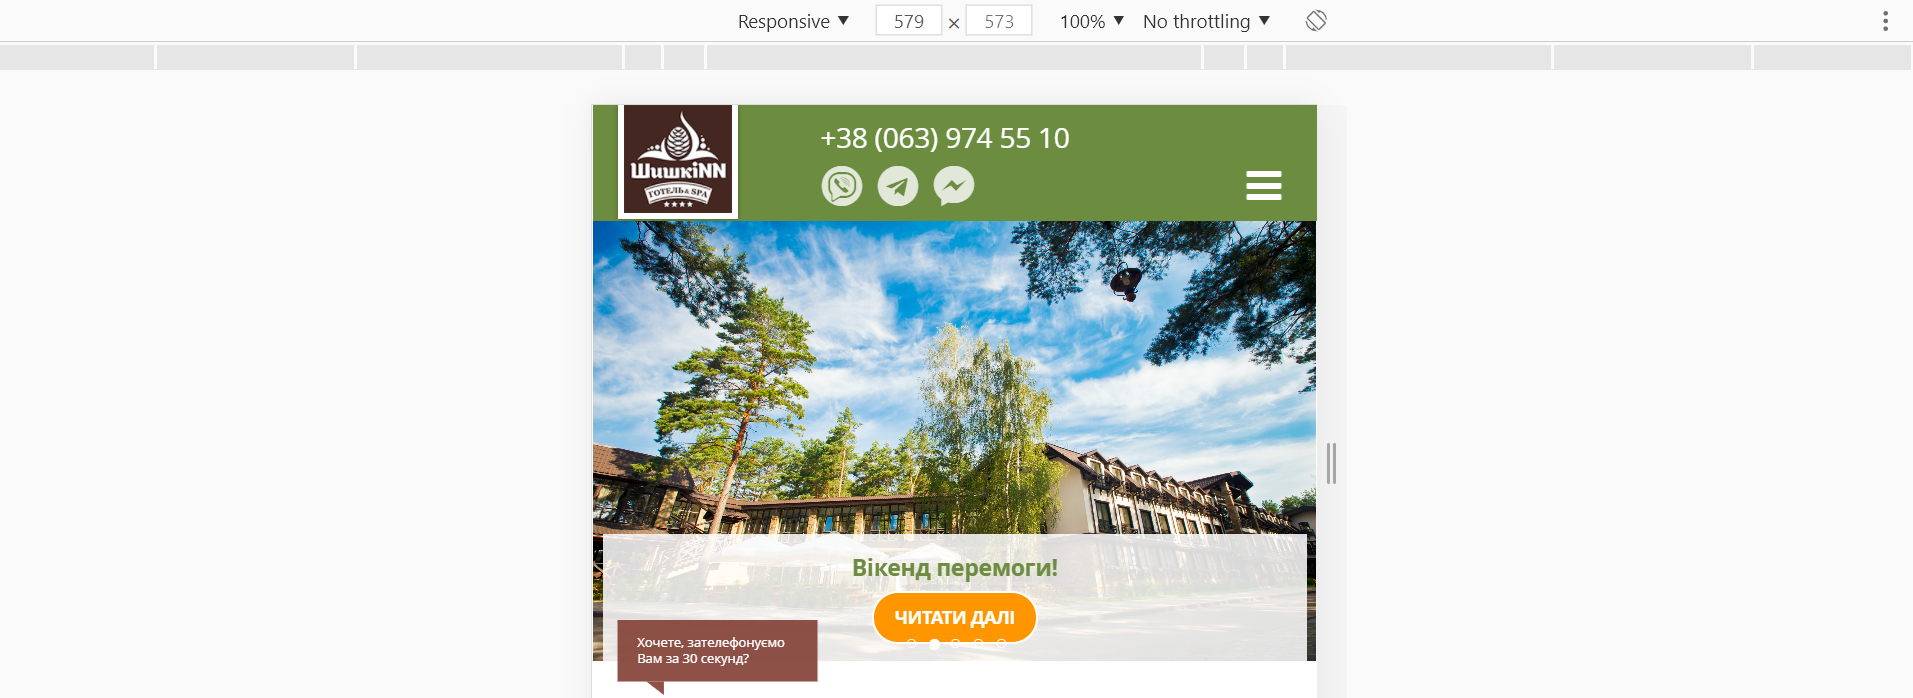 Responsive ▼ 579 × 573 100% ▼ No throttling ▼
ШишкіNN
ГОТЕЛЬ & SPA
+38 (063) 974 55 10
Вікенд перемоги!
ЧИТАТИ ДАЛІ
Хочете, зателефонуємо
Вам за 30 секунд?